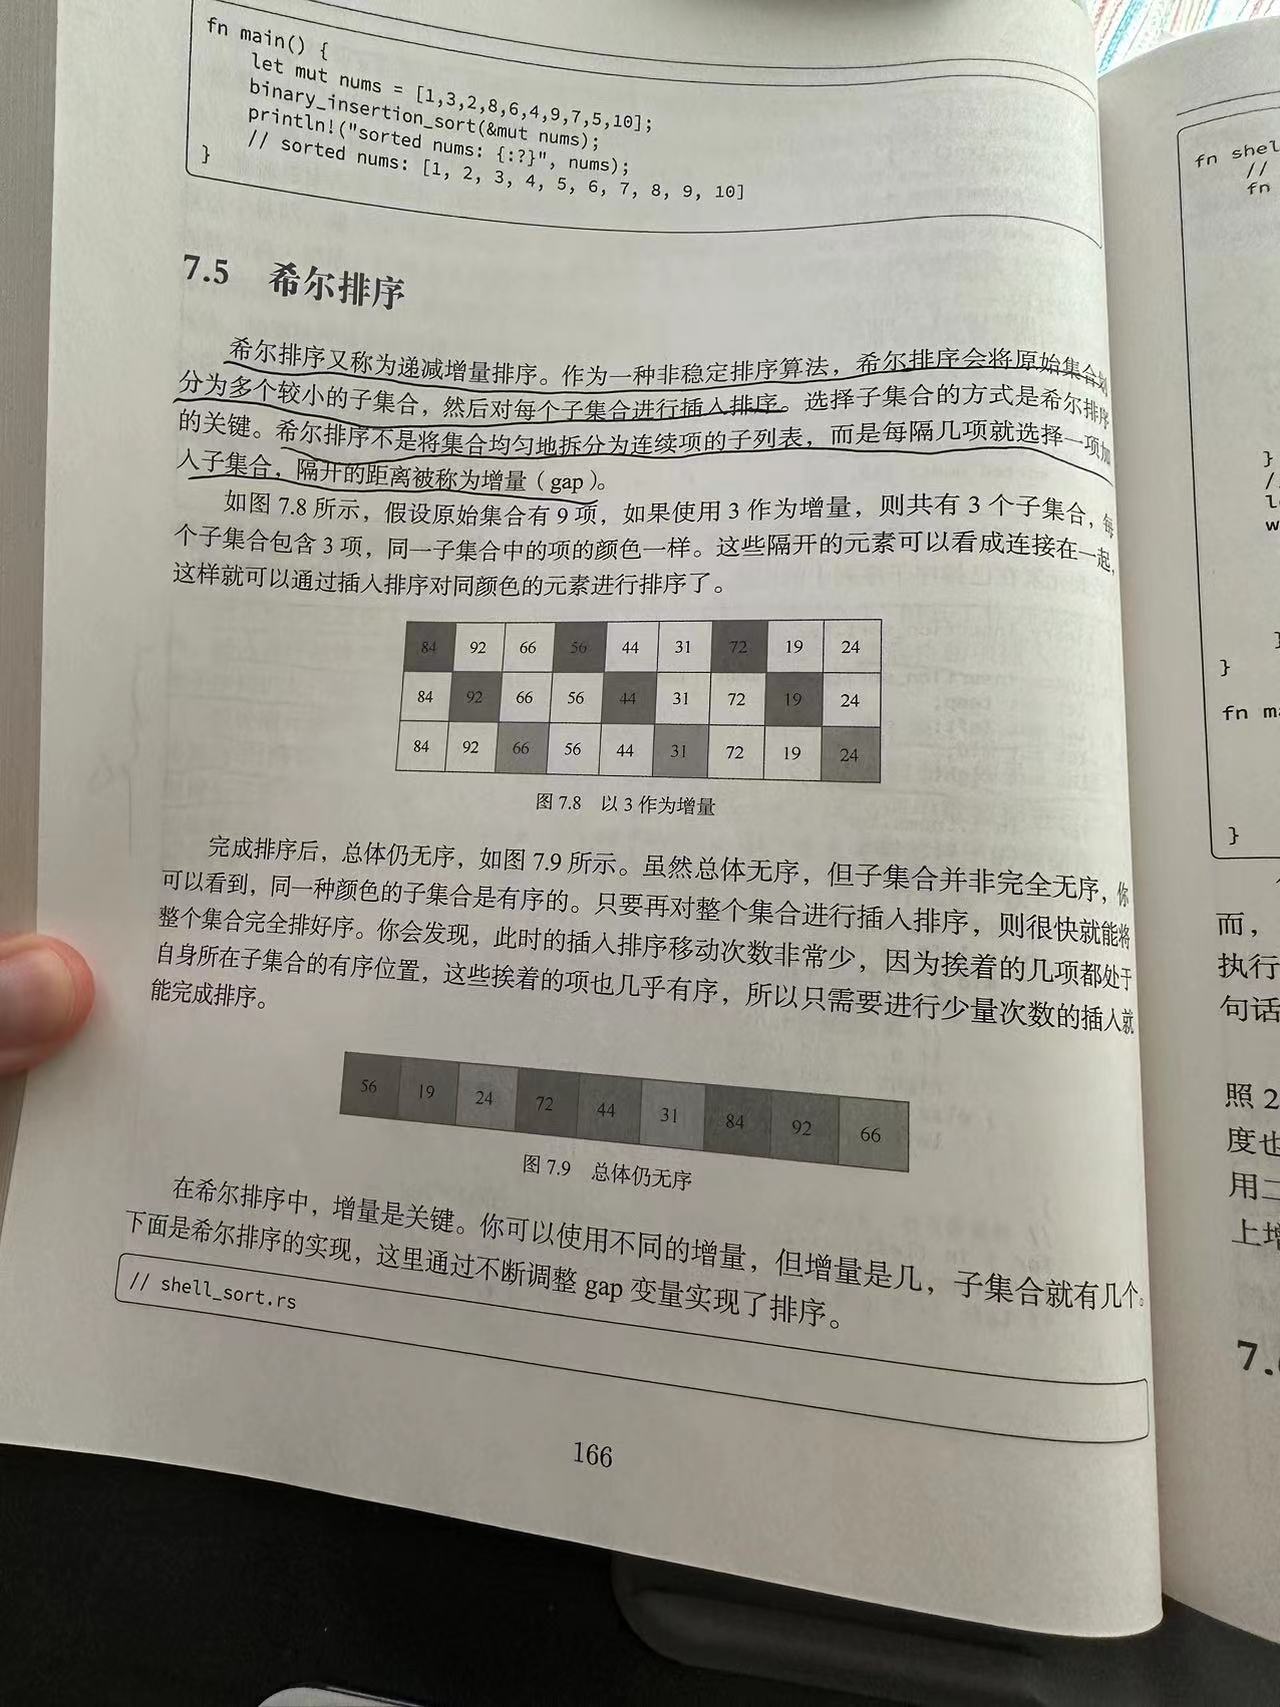 fn main() {
let mut nums = [1,3,2,8,6,4,9,7,5,10];
binary_insertion_sort(&mut nums);
println!("sorted nums: {:?}", nums);
// sorted nums: [1, 2, 3, 4, 5, 6, 7, 8, 9, 10]
}
7.5 希尔排序
希尔排序又称为递减增量排序。作为一种非稳定排序算法，希尔排序会将原始集合划
分为多个较小的子集合，然后对每个子集合进行插入排序。选择子集合的方式是希尔排序
的关键。希尔排序不是将集合均匀地拆分为连续项的子列表，而是每隔几项就选择一项加
入子集合，隔开的距离被称为增量（gap）。
如图 7.8 所示，假设原始集合有 9 项，如果使用 3 作为增量，则共有 3 个子集合，每
个子集合包含 3 项，同一子集合中的项的颜色一样。这些隔开的元素可以看成连接在一起，
这样就可以通过插入排序对同颜色的元素进行排序了。
84 92 66 56 44 31 72 19 24
84 92 66 56 44 31 72 19 24
84 92 66 56 44 31 72 19 24
图 7.8 以 3 作为增量
完成排序后，总体仍无序，如图 7.9 所示。虽然总体无序，但子集合并非完全无序，你
可以看到，同一种颜色的子集合是有序的。只要再对整个集合进行插入排序，则很快就能将
整个集合完全排好序。你会发现，此时的插入排序移动次数非常少，因为挨着的几项都处于
自身所在子集合的有序位置，这些挨着的项也几乎有序，所以只需要进行少量次数的插入就
能完成排序。
56 19 24 72 44 31 84 92 66
图 7.9 总体仍无序
在希尔排序中，增量是关键。你可以使用不同的增量，但增量是几，子集合就有几个。
下面是希尔排序的实现，这里通过不断调整 gap 变量实现了排序。
// shell_sort.rs
166
fn shel
//
fn
}
}
}
fn ma
}
而，
执行
句话
照 2
度也
用二
上增
7.